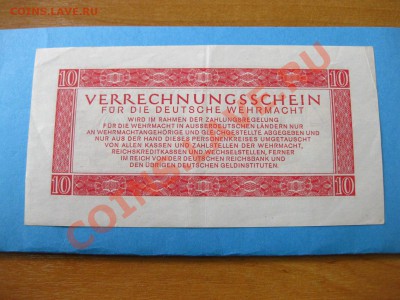 COINS.LAVE.RU
10 10
VERRECHNUNGSSCHEIN
FÜR DIE DEUTSCHE WEHRMACHT
WIRD IM RAHMEN DER ZAHLUNGSREGELUNG
FÜR DIE WEHRMACHT IN AUSSERDEUTSCHEN LÄNDERN NUR
AN WEHRMACHTANGEHÖRIGE UND GLEICHGESTELLTE ABGEGEBEN UND
NUR AUS DER HAND DIESES PERSONENKREISES UMGETAUSCHT
VON ALLEN KASSEN UND ZAHLSTELLEN DER WEHRMACHT,
REICHSKREDITKASSEN UND WECHSELSTELLEN, FERNER
IM REICH VON DER DEUTSCHEN REICHSBANK UND
DEN ÜBRIGEN DEUTSCHEN GELDINSTITUTEN.
10 10
COINS.LAVE.RU